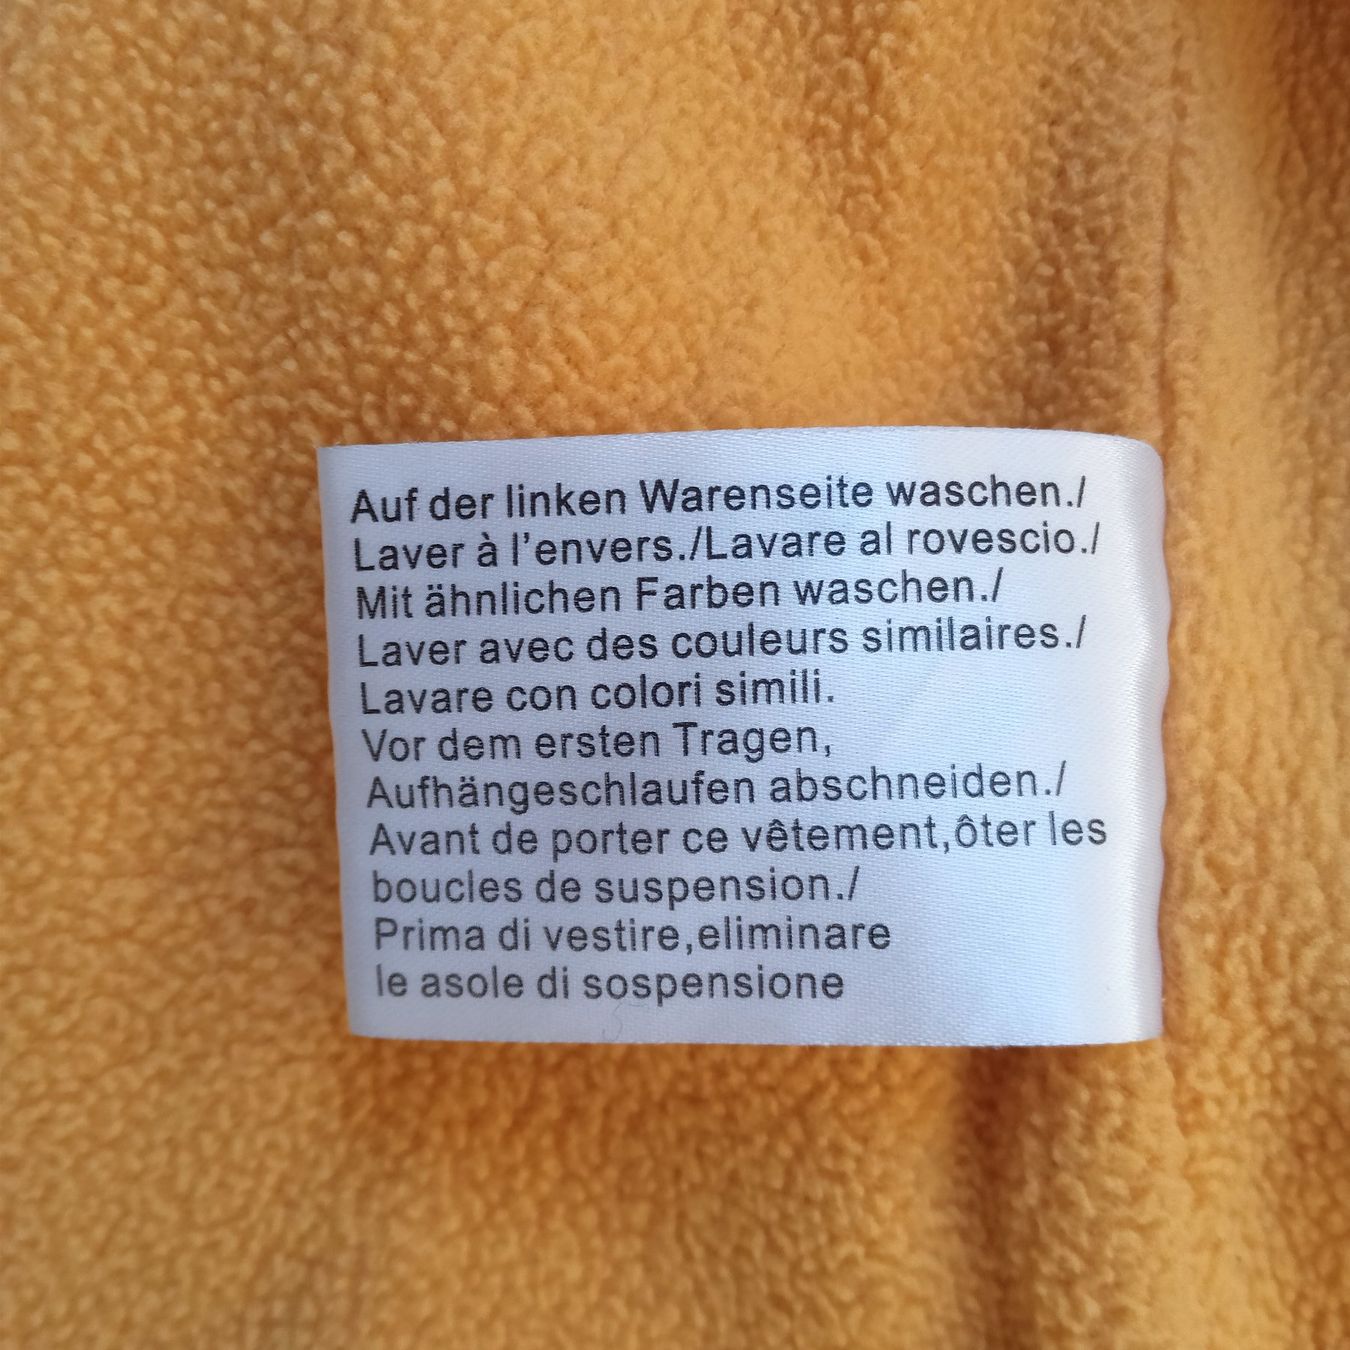 Auf der linken Warenseite waschen./
Laver à l'envers./Lavare al rovescio./
Mit ähnlichen Farben waschen./
Laver avec des couleurs similaires./
Lavare con colori simili.
Vor dem ersten Tragen,
Aufhängeschlaufen abschneiden./
Avant de porter ce vêtement,ôter les
boucles de suspension./
Prima di vestire,eliminare
le asole di sospensione